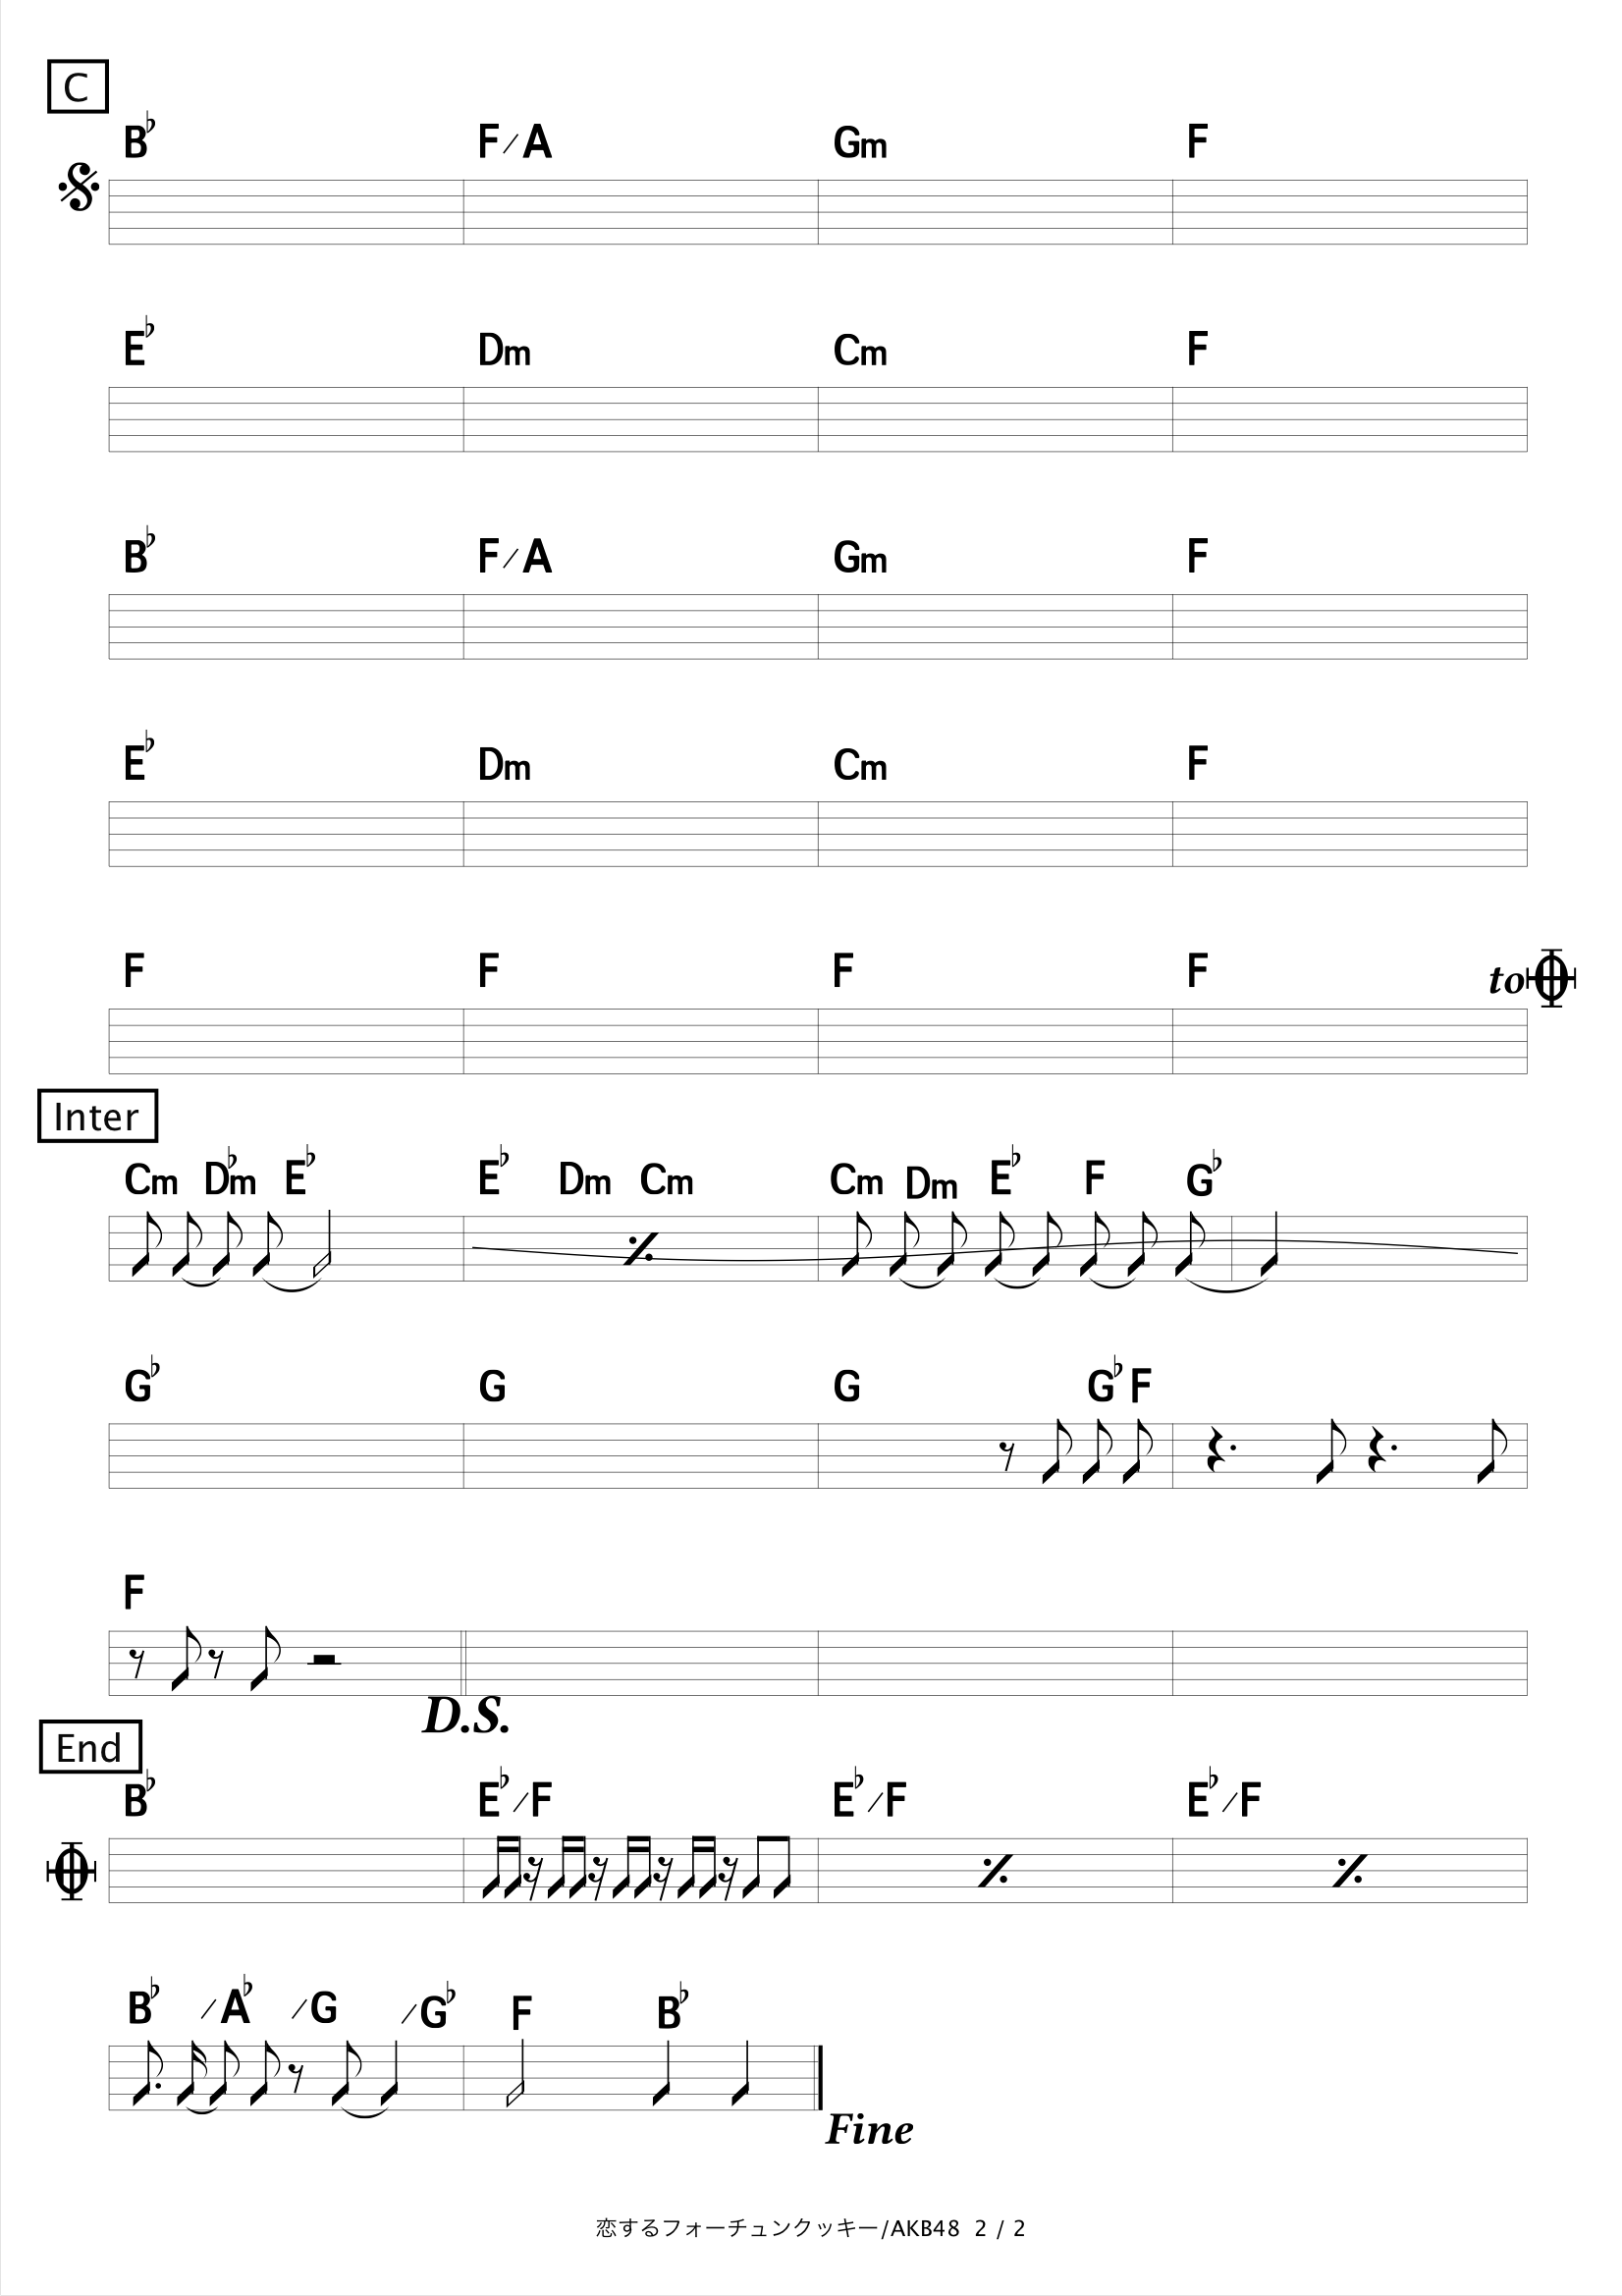 C
B♭ F/A Gm F
E♭ Dm Cm F
B♭ F/A Gm F
E♭ Dm Cm F
F F F F to
Inter
Cm D♭m E♭ E♭ Dm Cm Cm Dm E♭ F G♭
G♭ G G G♭ F
F
D.S.
End
B♭ E♭/F E♭/F E♭/F
B♭ /A♭ /G /G♭ F B♭
Fine
恋するフォーチュンクッキー/AKB48 2 / 2